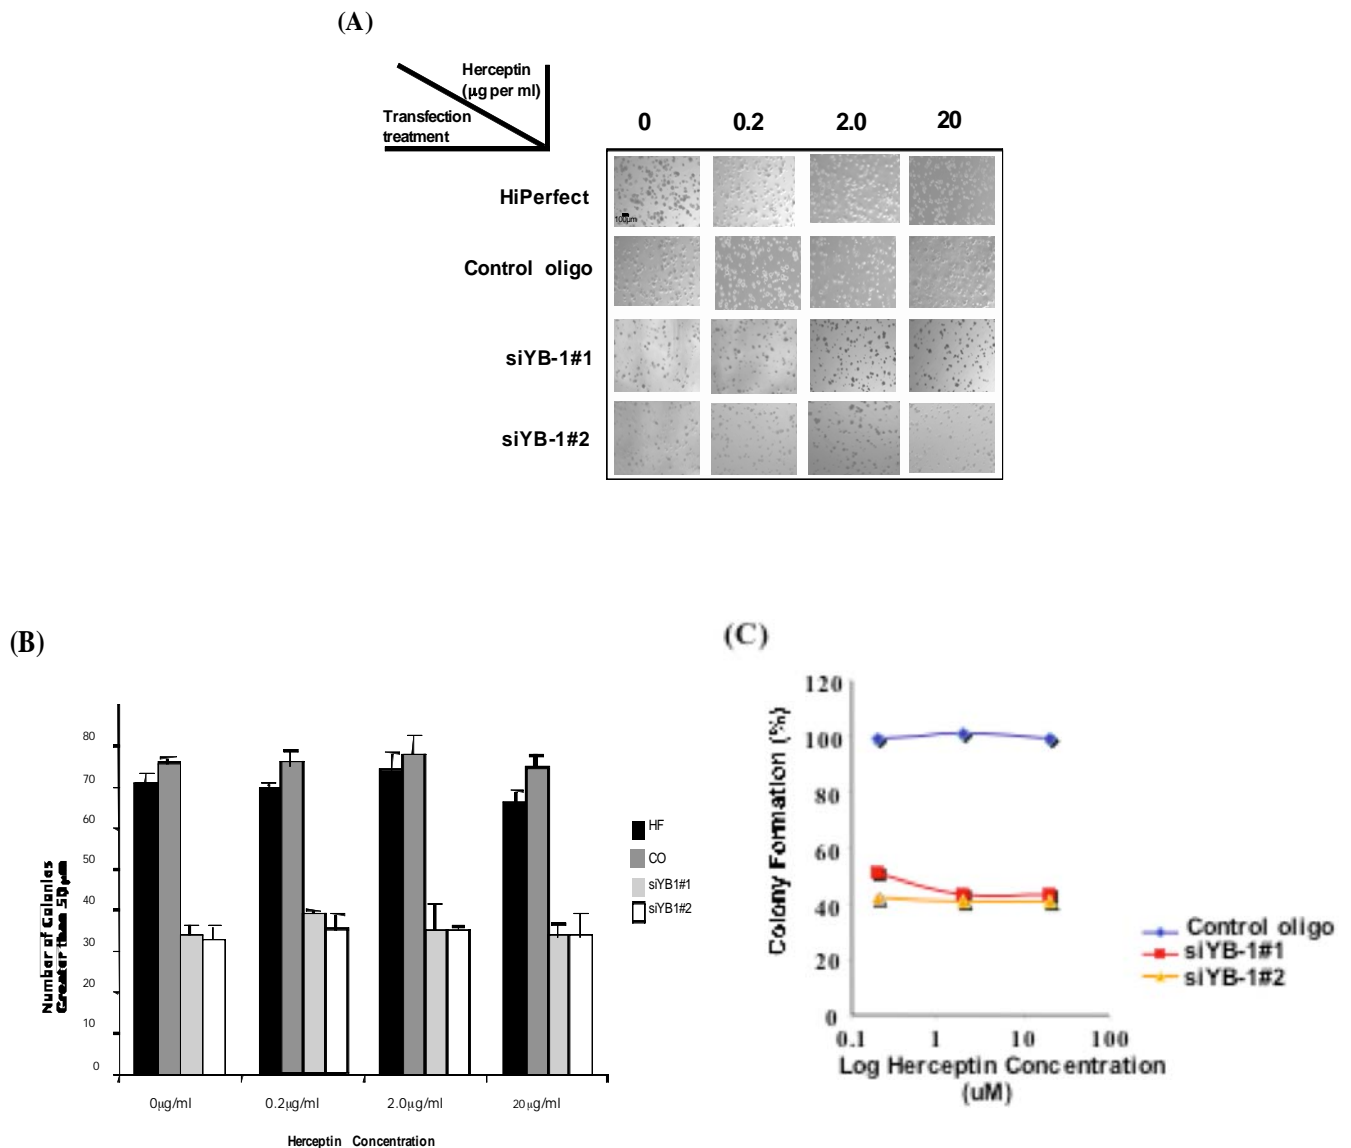 (A)
Herceptin
(μg per ml)
Transfection
treatment
0 0.2 2.0 20
HiPerfect
100μm
Control oligo
siYB-1#1
siYB-1#2
(B)
Number of Colonies
Greater than 50μm
80
70
60
50
40
30
20
10
0
0μg/ml 0.2μg/ml 2.0μg/ml 20μg/ml
Herceptin Concentration
HF
CO
siYB1#1
siYB1#2
(C)
Colony Formation (%)
120
100
80
60
40
20
0
0.1 1 10 100
Log Herceptin Concentration
(uM)
Control oligo
siYB-1#1
siYB-1#2